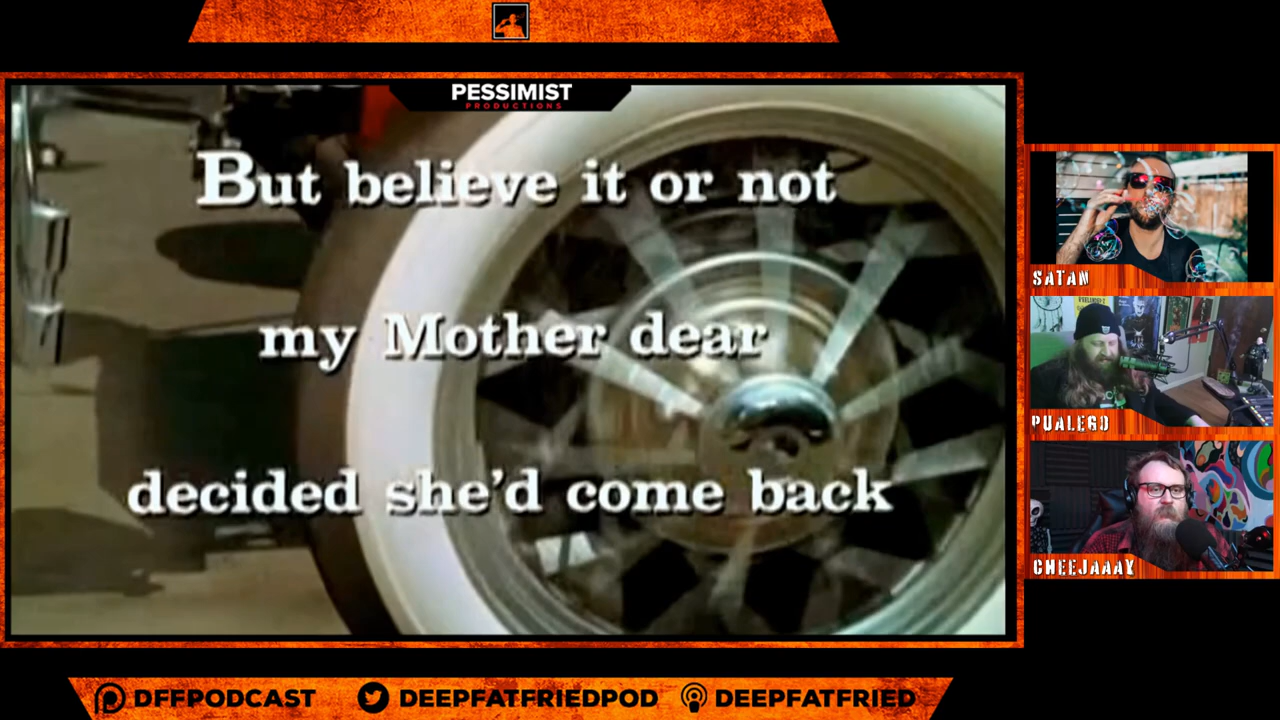 PESSIMIST
PRODUCTIONS
But believe it or not
my Mother dear
decided she'd come back
SATAN
PUALEGO
CHEEJAAAY
DFFPODCAST
DEEPFATFRIEDPOD
DEEPFATFRIED